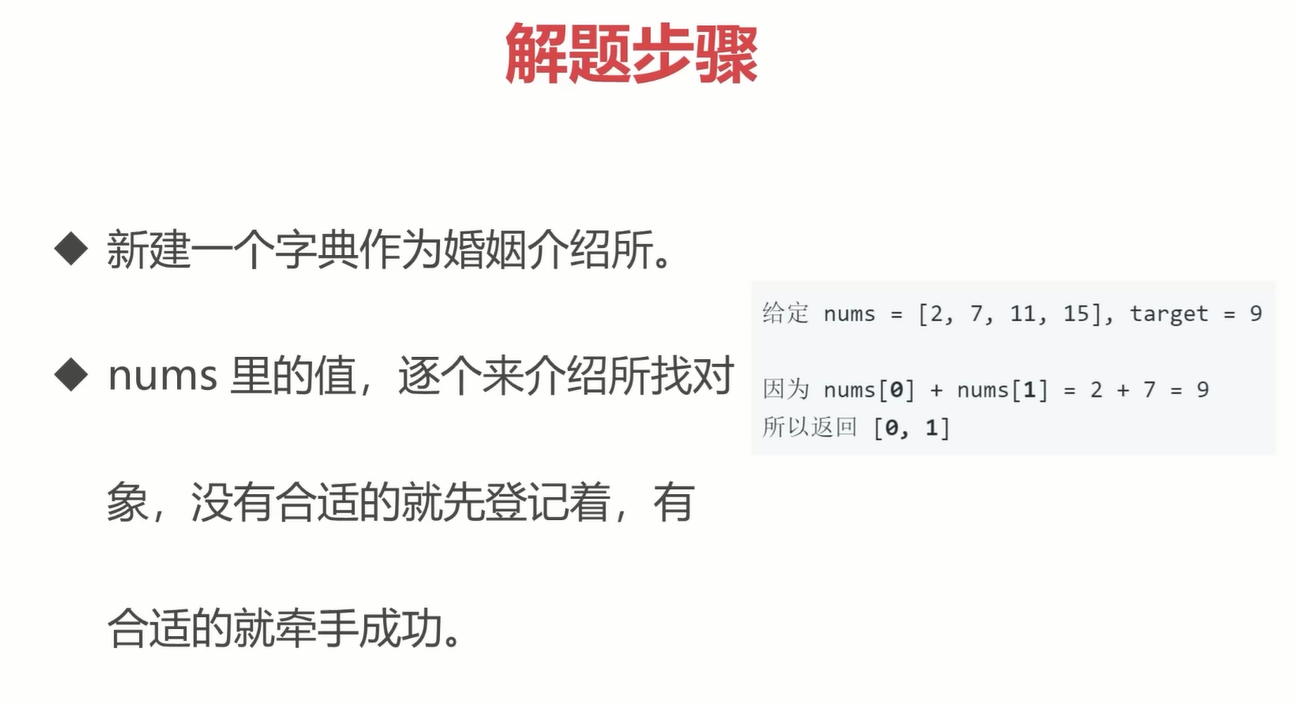 解题步骤
◆ 新建一个字典作为婚姻介绍所。
◆ nums 里的值，逐个来介绍所找对
象，没有合适的就先登记着，有
合适的就牵手成功。
给定 nums = [2, 7, 11, 15], target = 9
因为 nums[0] + nums[1] = 2 + 7 = 9
所以返回 [0, 1]